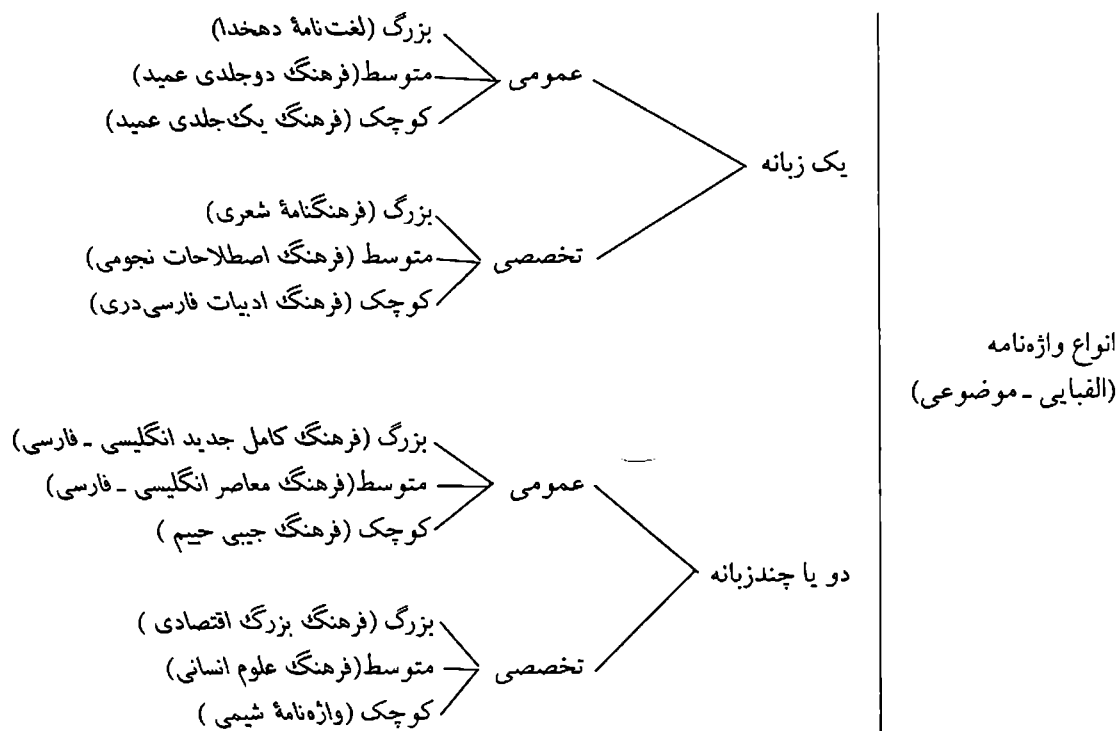 انواع واژه‌نامه
(الفبایی ـ موضوعی)
یک زبانه
عمومی
بزرگ (لغت‌نامهٔ دهخدا)
متوسط(فرهنگ دوجلدی عمید)
کوچک (فرهنگ یک‌جلدی عمید)
تخصصی
بزرگ (فرهنگنامهٔ شعری)
متوسط (فرهنگ اصطلاحات نجومی)
کوچک (فرهنگ ادبیات فارسی‌دری)
دو یا چندزبانه
عمومی
بزرگ (فرهنگ کامل جدید انگلیسی ـ فارسی)
متوسط(فرهنگ معاصر انگلیسی ـ فارسی)
کوچک (فرهنگ جیبی حییم )
تخصصی
بزرگ (فرهنگ بزرگ اقتصادی )
متوسط(فرهنگ علوم انسانی)
کوچک (واژه‌نامهٔ شیمی )